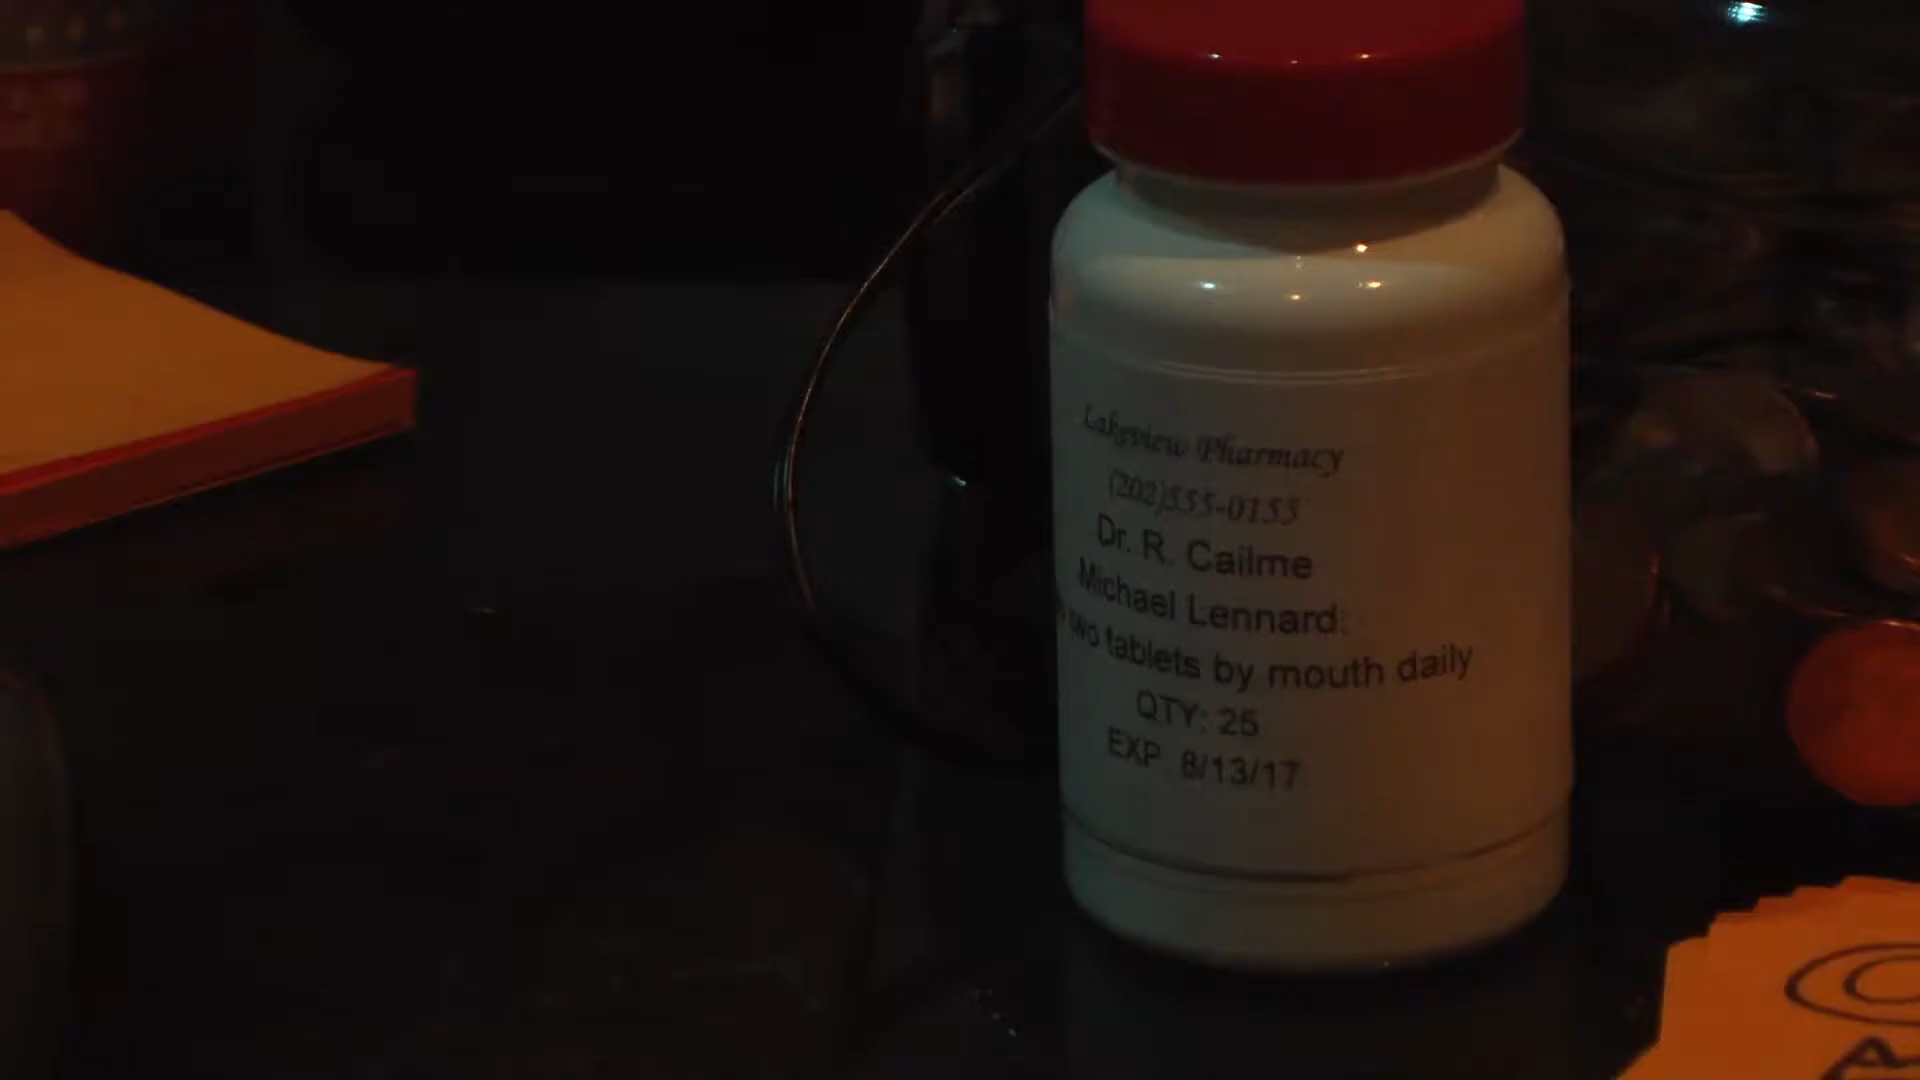 Lakeview Pharmacy
(202)555-0155
Dr. R. Cailme
Michael Lennard:
two tablets by mouth daily
QTY: 25
EXP 8/13/17